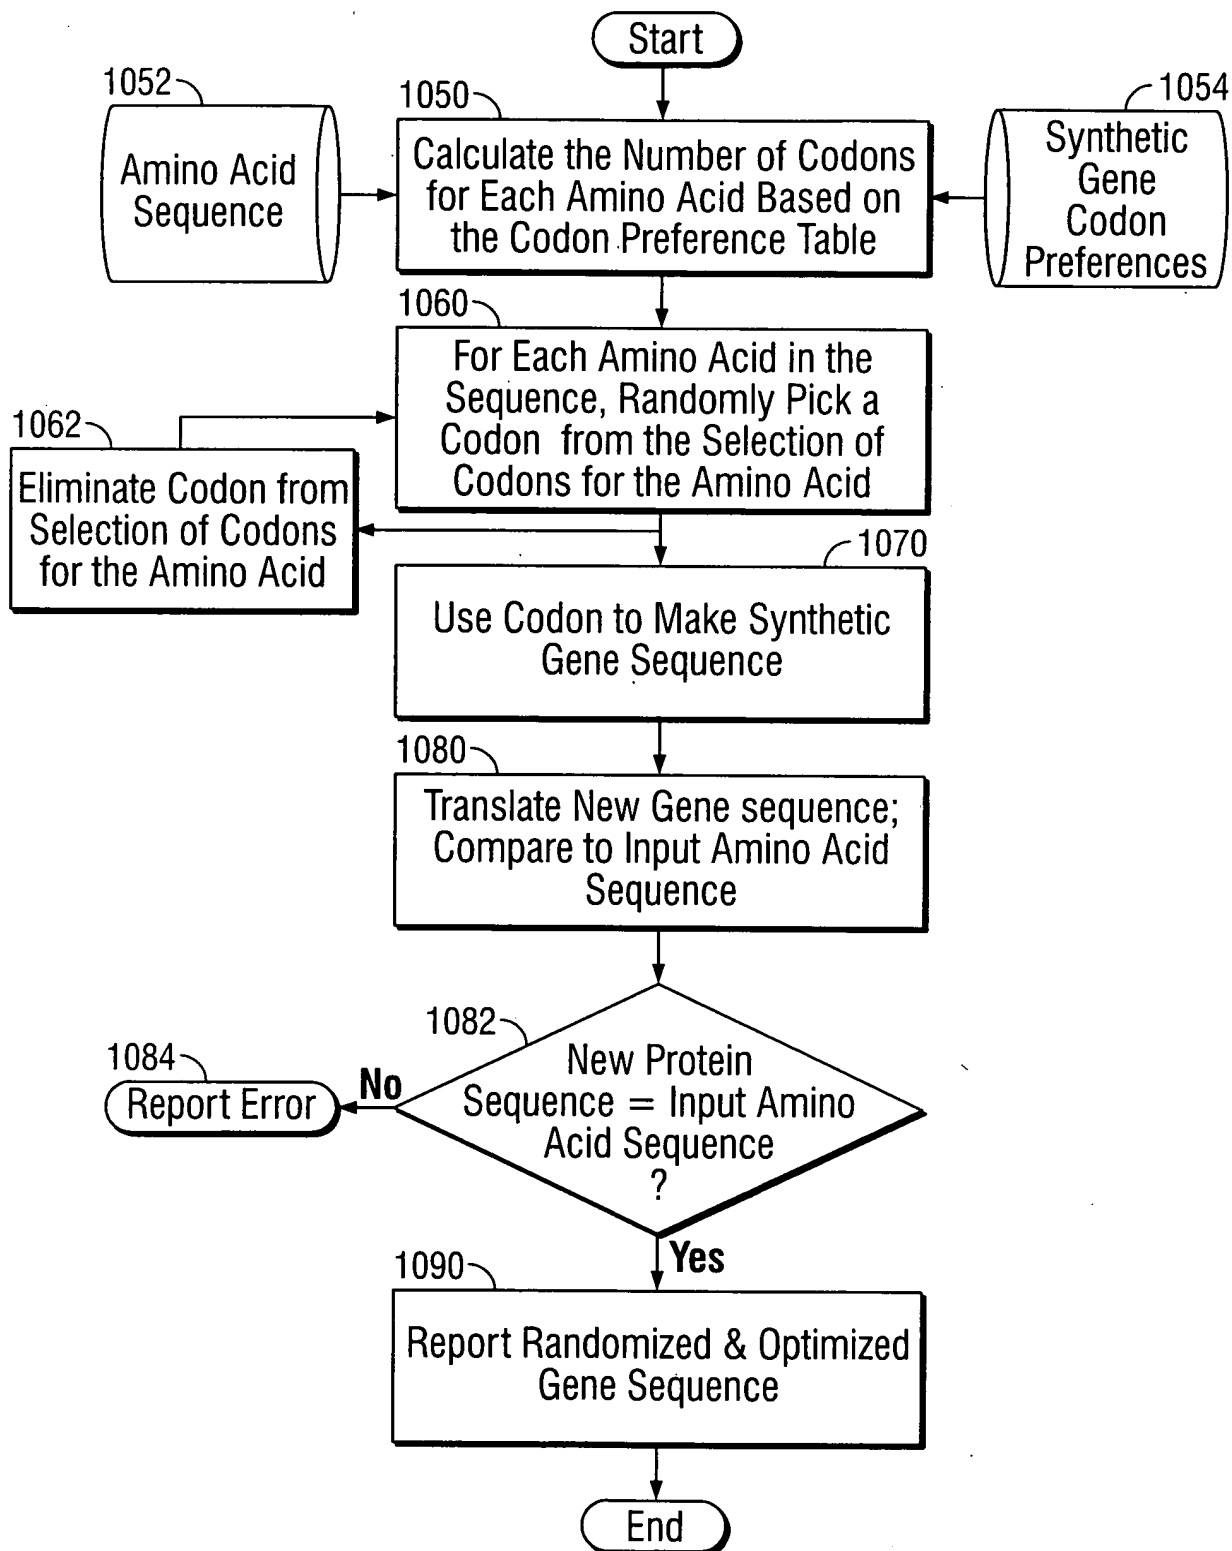 Start
1052
Amino Acid
Sequence
1050
Calculate the Number of Codons
for Each Amino Acid Based on
the Codon Preference Table
1054
Synthetic
Gene
Codon
Preferences
1060
For Each Amino Acid in the
Sequence, Randomly Pick a
Codon from the Selection of
Codons for the Amino Acid
1062
Eliminate Codon from
Selection of Codons
for the Amino Acid
1070
Use Codon to Make Synthetic
Gene Sequence
1080
Translate New Gene sequence;
Compare to Input Amino Acid
Sequence
1082
New Protein
Sequence = Input Amino
Acid Sequence
?
No
1084
Report Error
Yes
1090
Report Randomized & Optimized
Gene Sequence
End